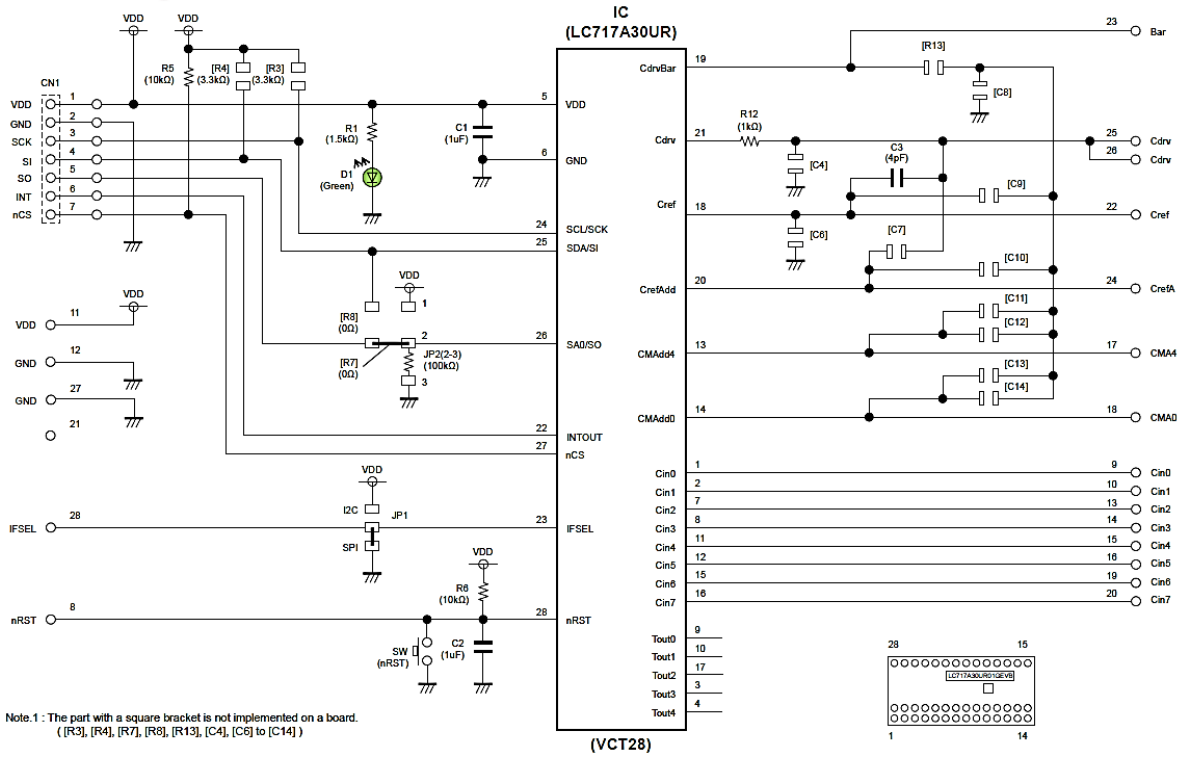 IC
(LC717A30UR)
VDD
VDD
R5
(10kΩ)
[R4]
(3.3kΩ)
[R3]
(3.3kΩ)
CN1
VDD
1
GND
2
SCK
3
SI
4
SO
5
INT
6
nCS
7
R1
(1.5kΩ)
D1
(Green)
C1
(1uF)
5
VDD
6
GND
24
SCL/SCK
25
SDA/SI
VDD
1
[R8]
(0Ω)
2
26
SA0/SO
[R7]
(0Ω)
JP2(2-3)
(100kΩ)
3
VDD
VDD
11
GND
12
GND
27
21
22
INTOUT
27
nCS
VDD
I2C
JP1
IFSEL
28
23
IFSEL
SPI
VDD
R6
(10kΩ)
nRST
8
28
nRST
SW
(nRST)
C2
(1uF)
CdrvBar
19
23
Bar
[R13]
[C8]
Cdrv
21
R12
(1kΩ)
[C4]
C3
(4pF)
25
Cdrv
26
Cdrv
Cref
18
[C9]
22
Cref
[C6]
[C7]
[C10]
CrefAdd
20
24
CrefA
[C11]
[C12]
CMAdd4
13
17
CMA4
[C13]
[C14]
CMAdd0
14
18
CMA0
Cin0
1
9
Cin0
Cin1
2
10
Cin1
Cin2
7
13
Cin2
Cin3
8
14
Cin3
Cin4
11
15
Cin4
Cin5
12
16
Cin5
Cin6
15
19
Cin6
Cin7
16
20
Cin7
Tout0
9
Tout1
10
Tout2
17
Tout3
3
Tout4
4
28
15
LC717A30UR01GEVB
1
14
(VCT28)
Note.1 : The part with a square bracket is not implemented on a board.
( [R3], [R4], [R7], [R8], [R13], [C4], [C6] to [C14] )